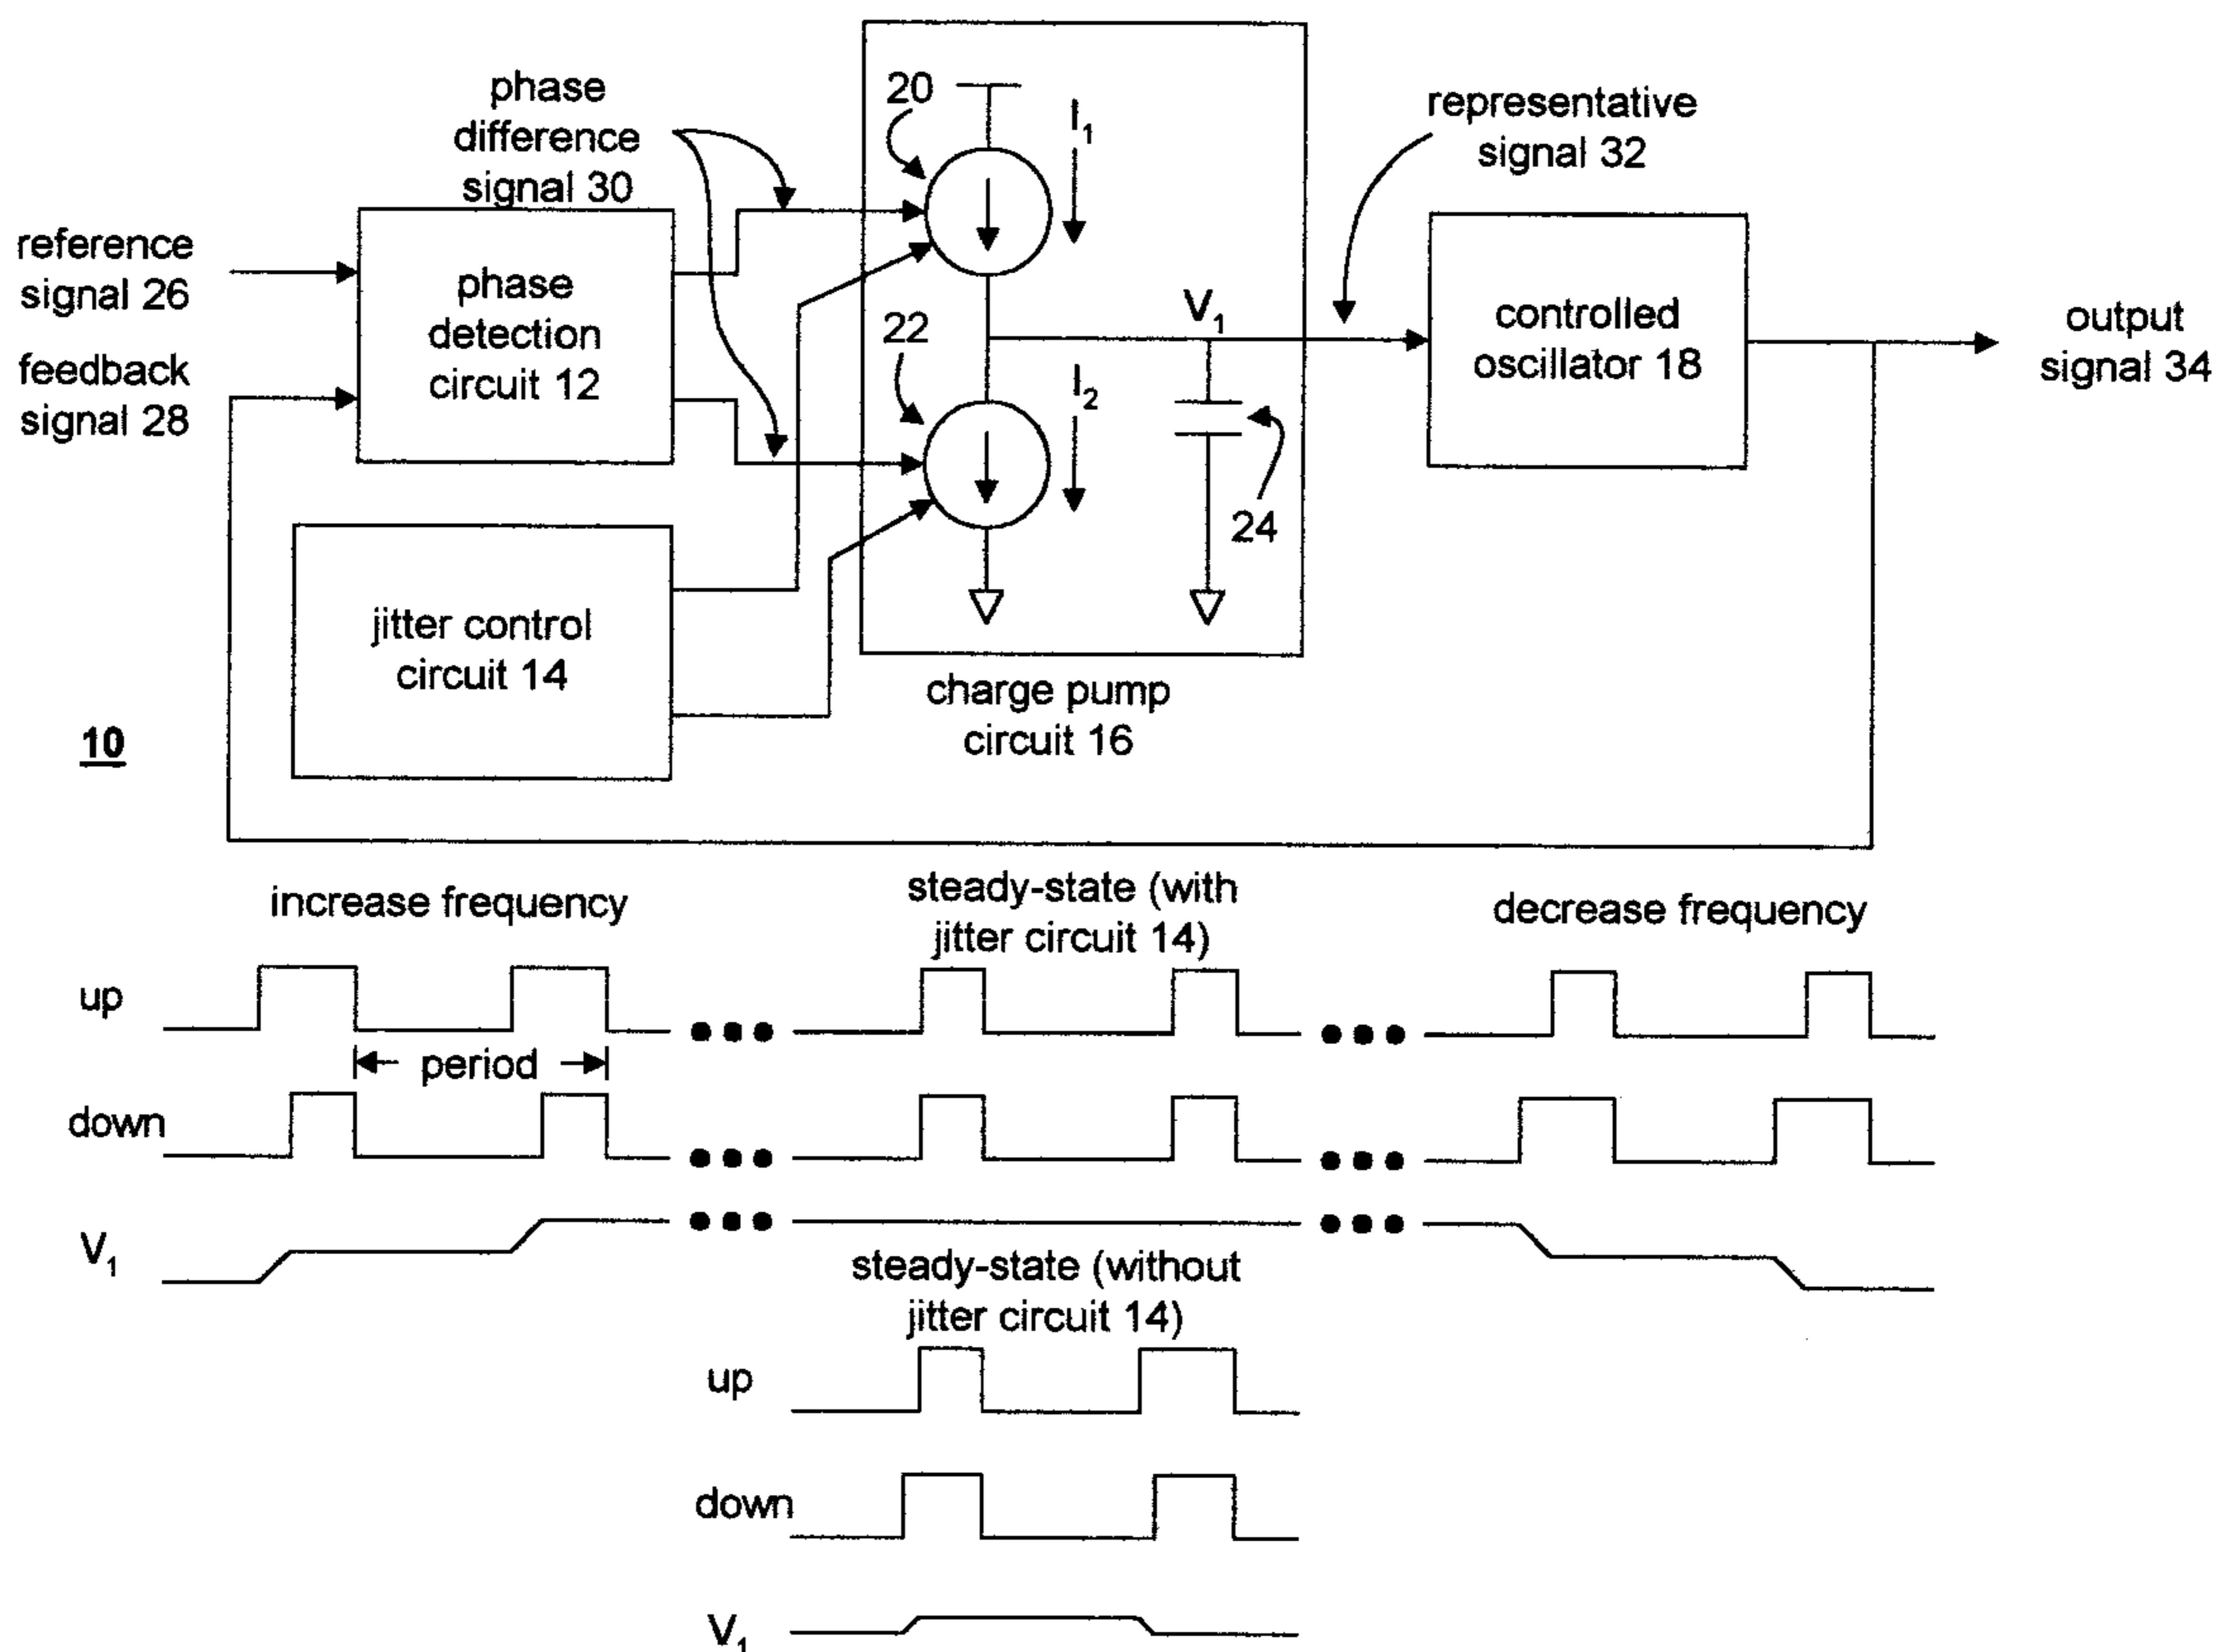 phase
difference
signal 30
20
I1
representative
signal 32
reference
signal 26
feedback
signal 28
phase
detection
circuit 12
22
V1
I2
24
controlled
oscillator 18
output
signal 34
jitter control
circuit 14
charge pump
circuit 16
10
increase frequency
steady-state (with
jitter circuit 14)
decrease frequency
up
period
down
V1
steady-state (without
jitter circuit 14)
up
down
V1